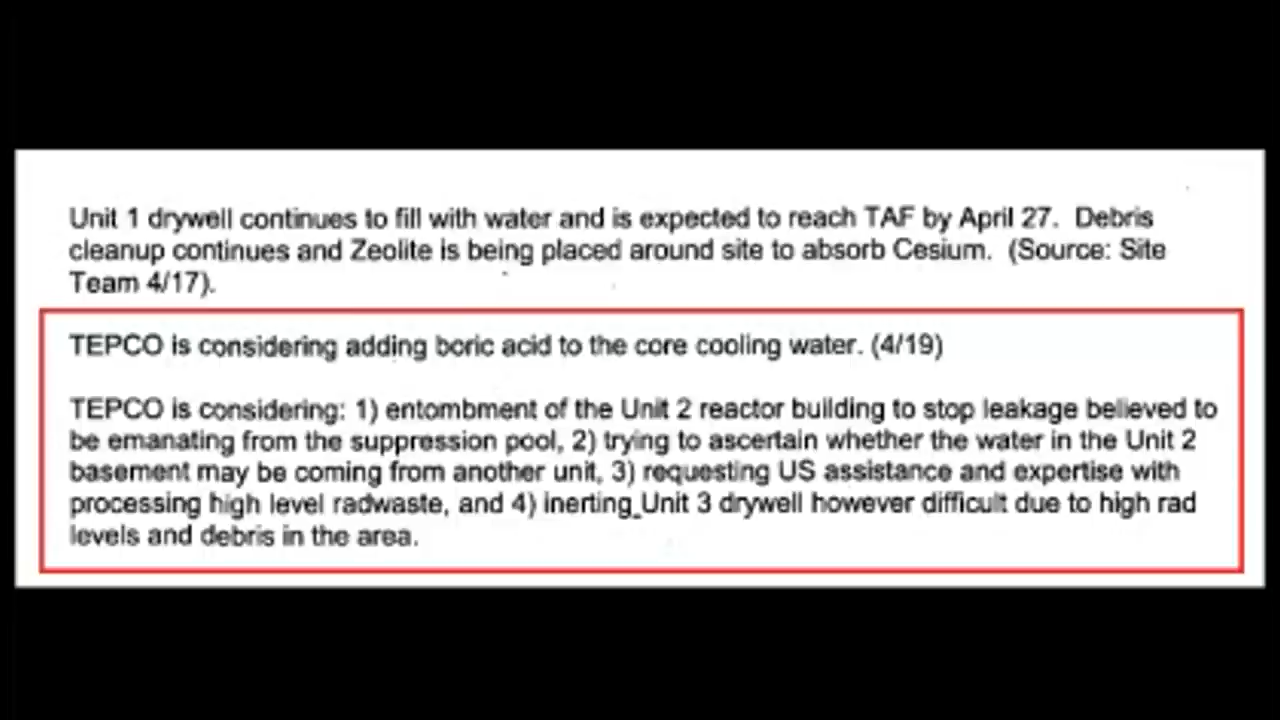 Unit 1 drywell continues to fill with water and is expected to reach TAF by April 27. Debris
cleanup continues and Zeolite is being placed around site to absorb Cesium. (Source: Site
Team 4/17).
TEPCO is considering adding boric acid to the core cooling water. (4/19)
TEPCO is considering: 1) entombment of the Unit 2 reactor building to stop leakage believed to
be emanating from the suppression pool, 2) trying to ascertain whether the water in the Unit 2
basement may be coming from another unit, 3) requesting US assistance and expertise with
processing high level radwaste, and 4) inerting Unit 3 drywell however difficult due to high rad
levels and debris in the area.